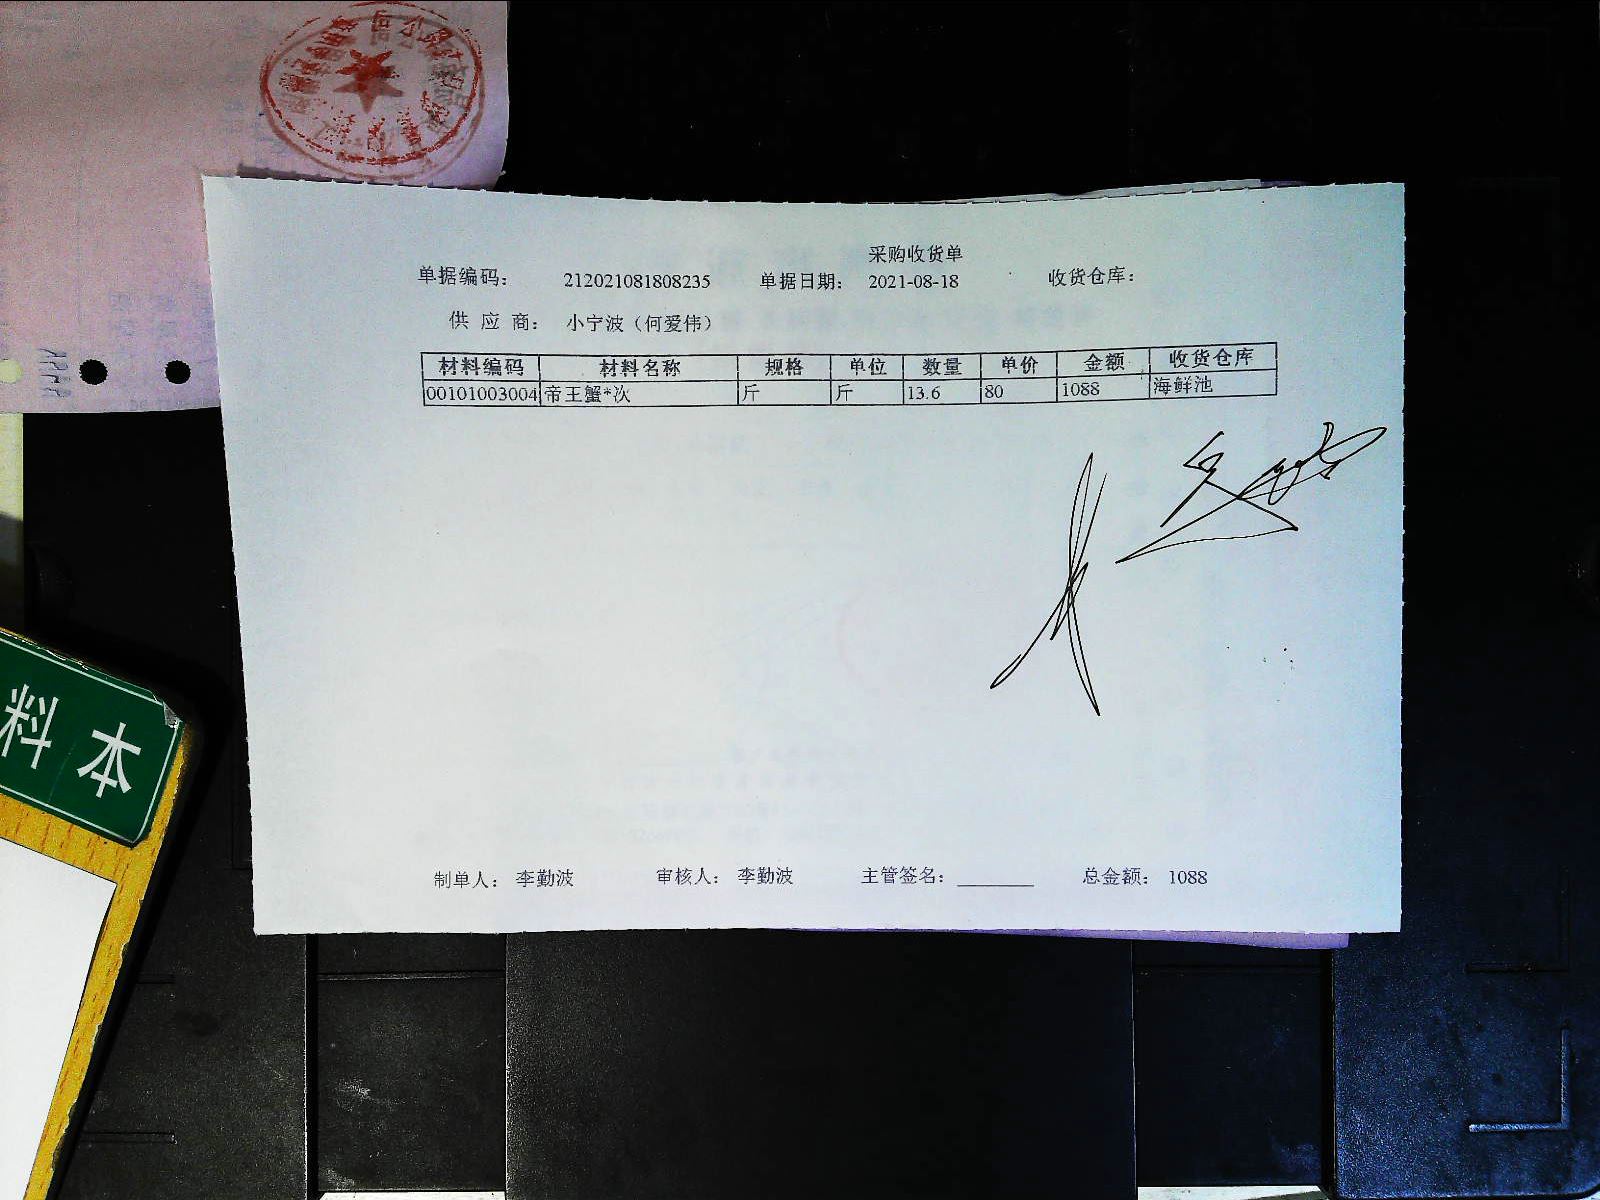 采购收货单
单据编码： 212021081808235 单据日期： 2021-08-18 收货仓库：
供 应 商： 小宁波（何爱伟）
材料编码 材料名称 规格 单位 数量 单价 金额 收货仓库
00101003004 帝王蟹*次 斤 斤 13.6 80 1088 海鲜池
制单人： 李勤波 审核人： 李勤波 主管签名： ________ 总金额： 1088
料本